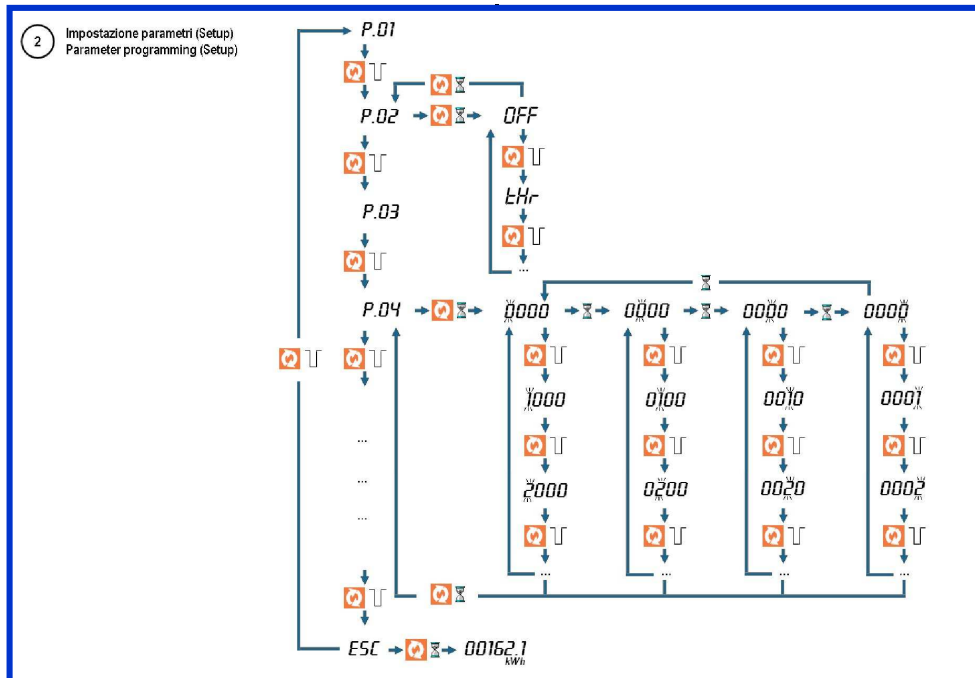 2
Impostazione parametri (Setup)
Parameter programming (Setup)
P.01
P.02
OFF
P.03
tHr
...
P.04
0000
0000
0000
0000
1000
0100
0010
0001
...
...
2000
0200
0020
0002
...
...
...
...
...
ESC
00162.1
kWh